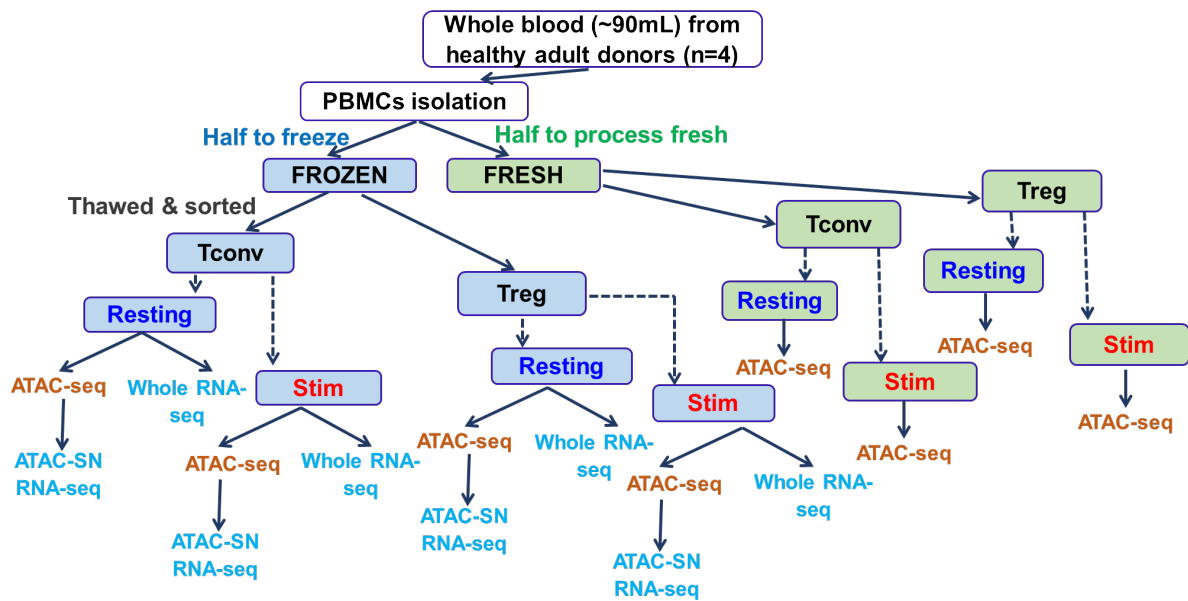 Whole blood (~90mL) from
healthy adult donors (n=4)
PBMCs isolation
Half to freeze
Half to process fresh
FROZEN
FRESH
Thawed & sorted
Treg
Tconv
Tconv
Resting
Treg
Resting
Resting
Stim
ATAC-seq
Resting
ATAC-seq
Stim
ATAC-seq
Whole RNA-
seq
Stim
Stim
ATAC-seq
ATAC-seq
Whole RNA-
seq
ATAC-seq
ATAC-SN
RNA-seq
ATAC-seq
Whole RNA-
seq
ATAC-seq
Whole RNA-
seq
ATAC-SN
RNA-seq
ATAC-SN
RNA-seq
ATAC-SN
RNA-seq